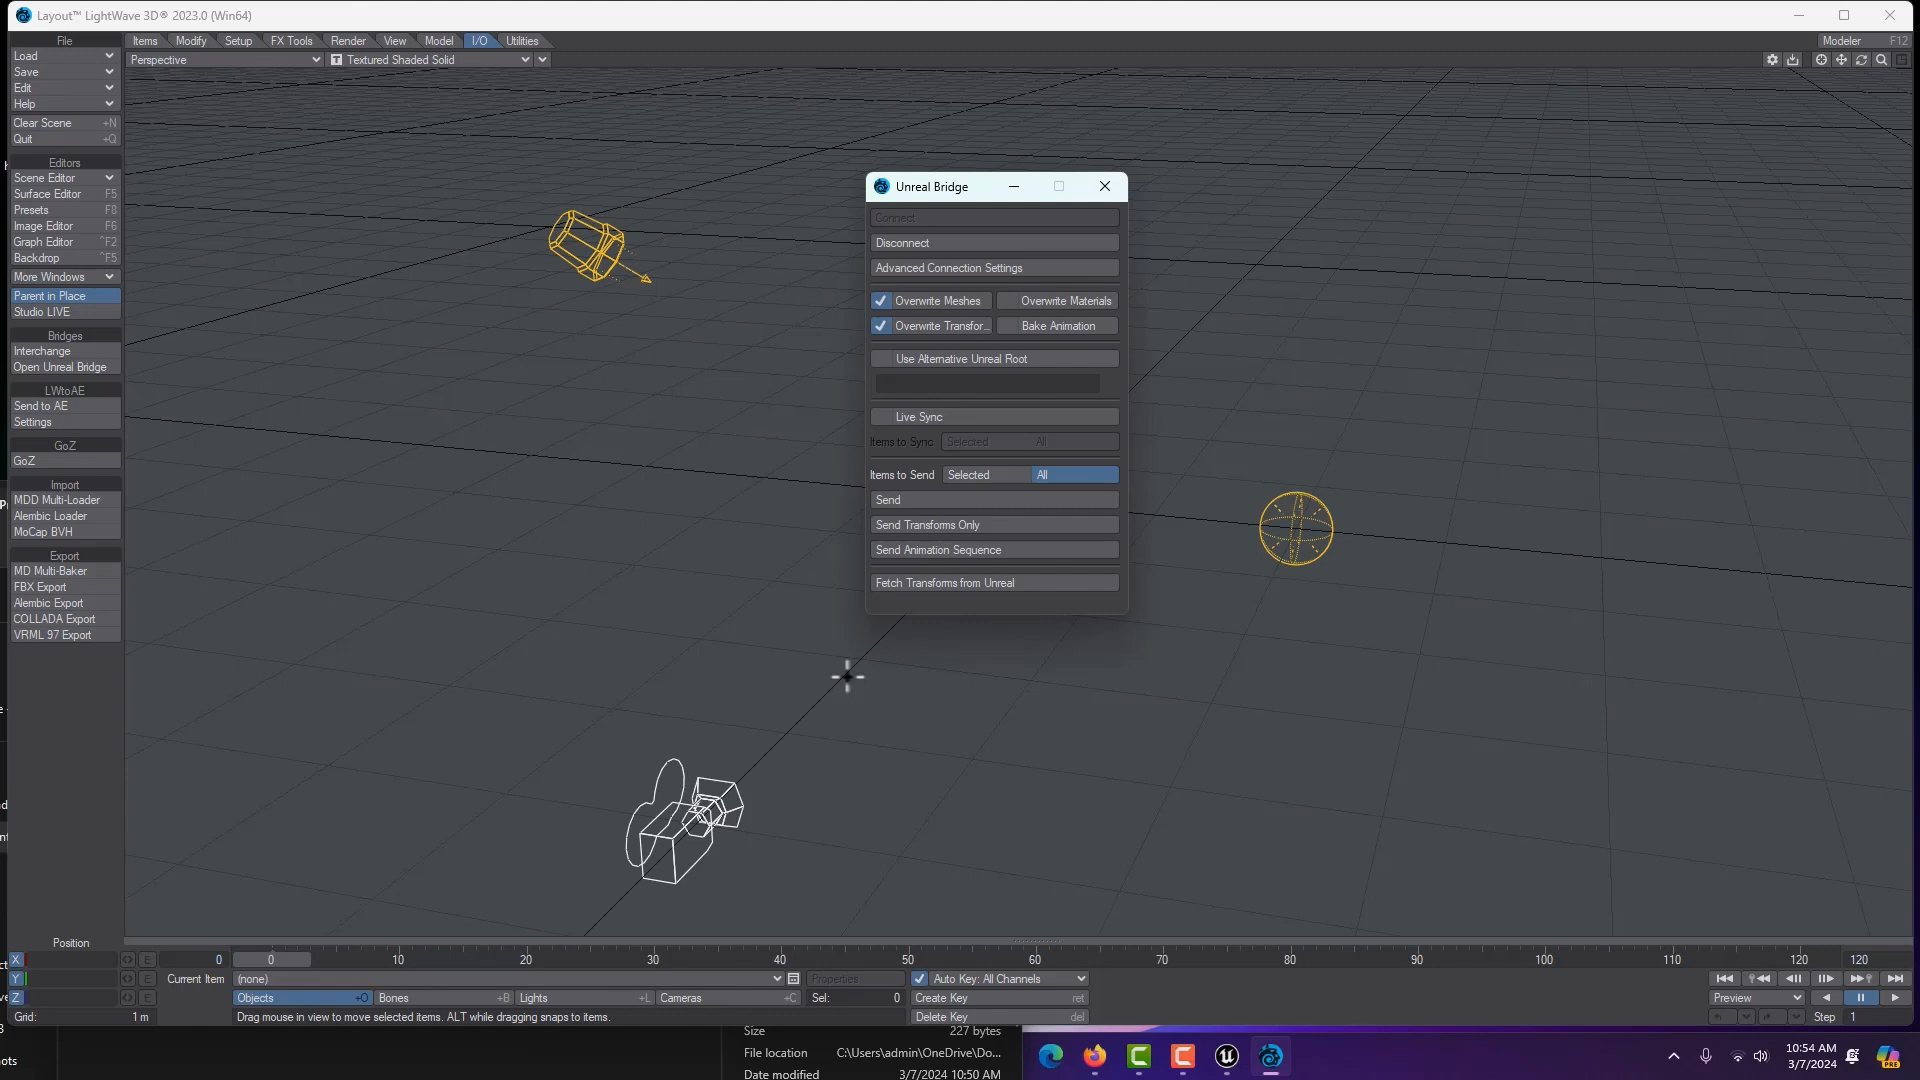 Layout™ LightWave 3D® 2023.0 (Win64)
File
Items
Modify
Setup
FX Tools
Render
View
Model
I/O
Utilities
Modeler F12
Load
Perspective
Textured Shaded Solid
Save
Edit
Help
Clear Scene +N
Quit +Q
Editors
Scene Editor
Surface Editor F5
Presets F8
Image Editor F6
Graph Editor ^F2
Backdrop ^F5
More Windows
Parent in Place
Studio LIVE
Bridges
Interchange
Open Unreal Bridge
LWtoAE
Send to AE
Settings
GoZ
GoZ
Import
MDD Multi-Loader
Alembic Loader
MoCap BVH
Export
MD Multi-Baker
FBX Export
Alembic Export
COLLADA Export
VRML 97 Export
Unreal Bridge
Connect
Disconnect
Advanced Connection Settings
Overwrite Meshes
Overwrite Materials
Overwrite Transfor...
Bake Animation
Use Alternative Unreal Root
Live Sync
Items to Sync Selected All
Items to Send Selected All
Send
Send Transforms Only
Send Animation Sequence
Fetch Transforms from Unreal
Position
X E 0 0 10 20 30 40 50 60 70 80 90 100 110 120 120
Y E Current Item (none) Properties Auto Key: All Channels
Z E Objects +O Bones +B Lights +L Cameras +C Sel: 0 Create Key ret Preview
Grid: 1 m Drag mouse in view to move selected items. ALT while dragging snaps to items. Delete Key del Step 1
Size 227 bytes
File location C:\Users\admin\OneDrive\Do...
Date modified 3/7/2024 10:50 AM
10:54 AM
3/7/2024
PRE
ots